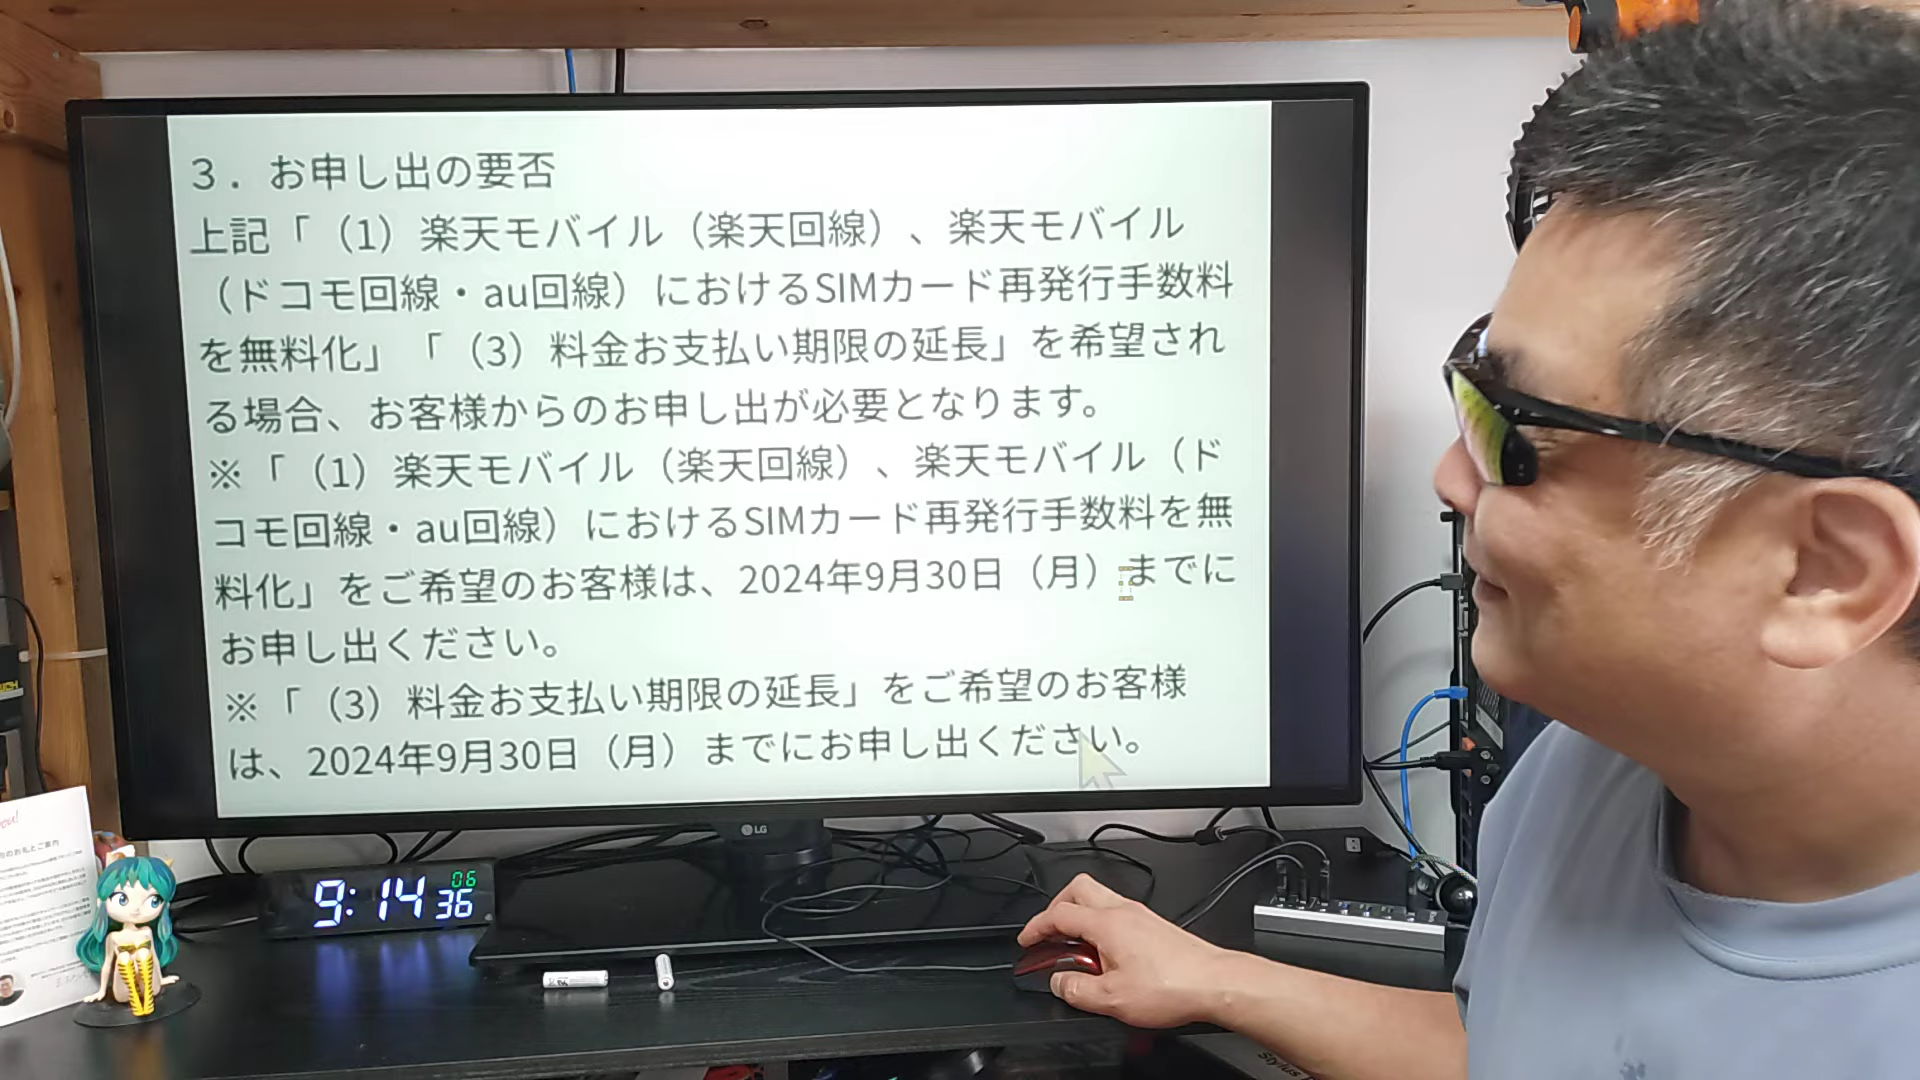 ３．お申し出の要否
上記「（1）楽天モバイル（楽天回線）、楽天モバイル
（ドコモ回線・au回線）におけるSIMカード再発行手数料
を無料化」「（3）料金お支払い期限の延長」を希望され
る場合、お客様からのお申し出が必要となります。
※「（1）楽天モバイル（楽天回線）、楽天モバイル（ド
コモ回線・au回線）におけるSIMカード再発行手数料を無
料化」をご希望のお客様は、2024年9月30日（月）までに
お申し出ください。
※「（3）料金お支払い期限の延長」をご希望のお客様
は、2024年9月30日（月）までにお申し出ください。
LG
9:14 36 06
のお礼とご案内
Stylus